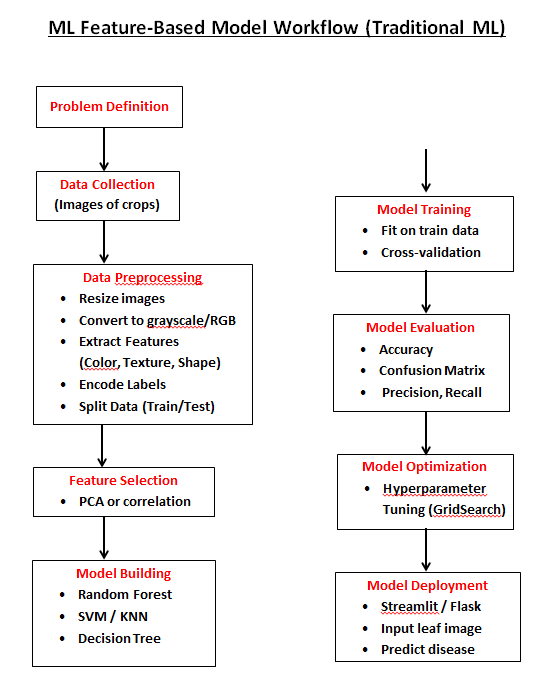 ML Feature-Based Model Workflow (Traditional ML)
Problem Definition
Data Collection
(Images of crops)
Data Preprocessing
• Resize images
• Convert to grayscale/RGB
• Extract Features
(Color, Texture, Shape)
• Encode Labels
• Split Data (Train/Test)
Feature Selection
• PCA or correlation
Model Building
• Random Forest
• SVM / KNN
• Decision Tree
Model Training
• Fit on train data
• Cross-validation
Model Evaluation
• Accuracy
• Confusion Matrix
• Precision, Recall
Model Optimization
• Hyperparameter
Tuning (GridSearch)
Model Deployment
• Streamlit / Flask
• Input leaf image
• Predict disease